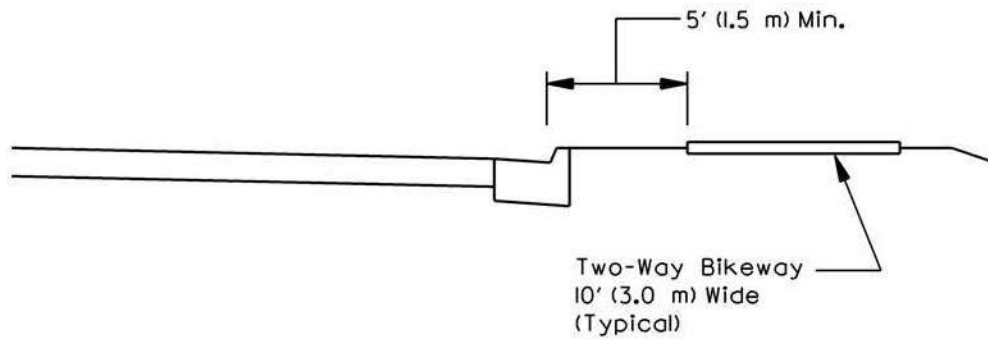 5' (1.5 m) Min.
Two-Way Bikeway
10' (3.0 m) Wide
(Typical)